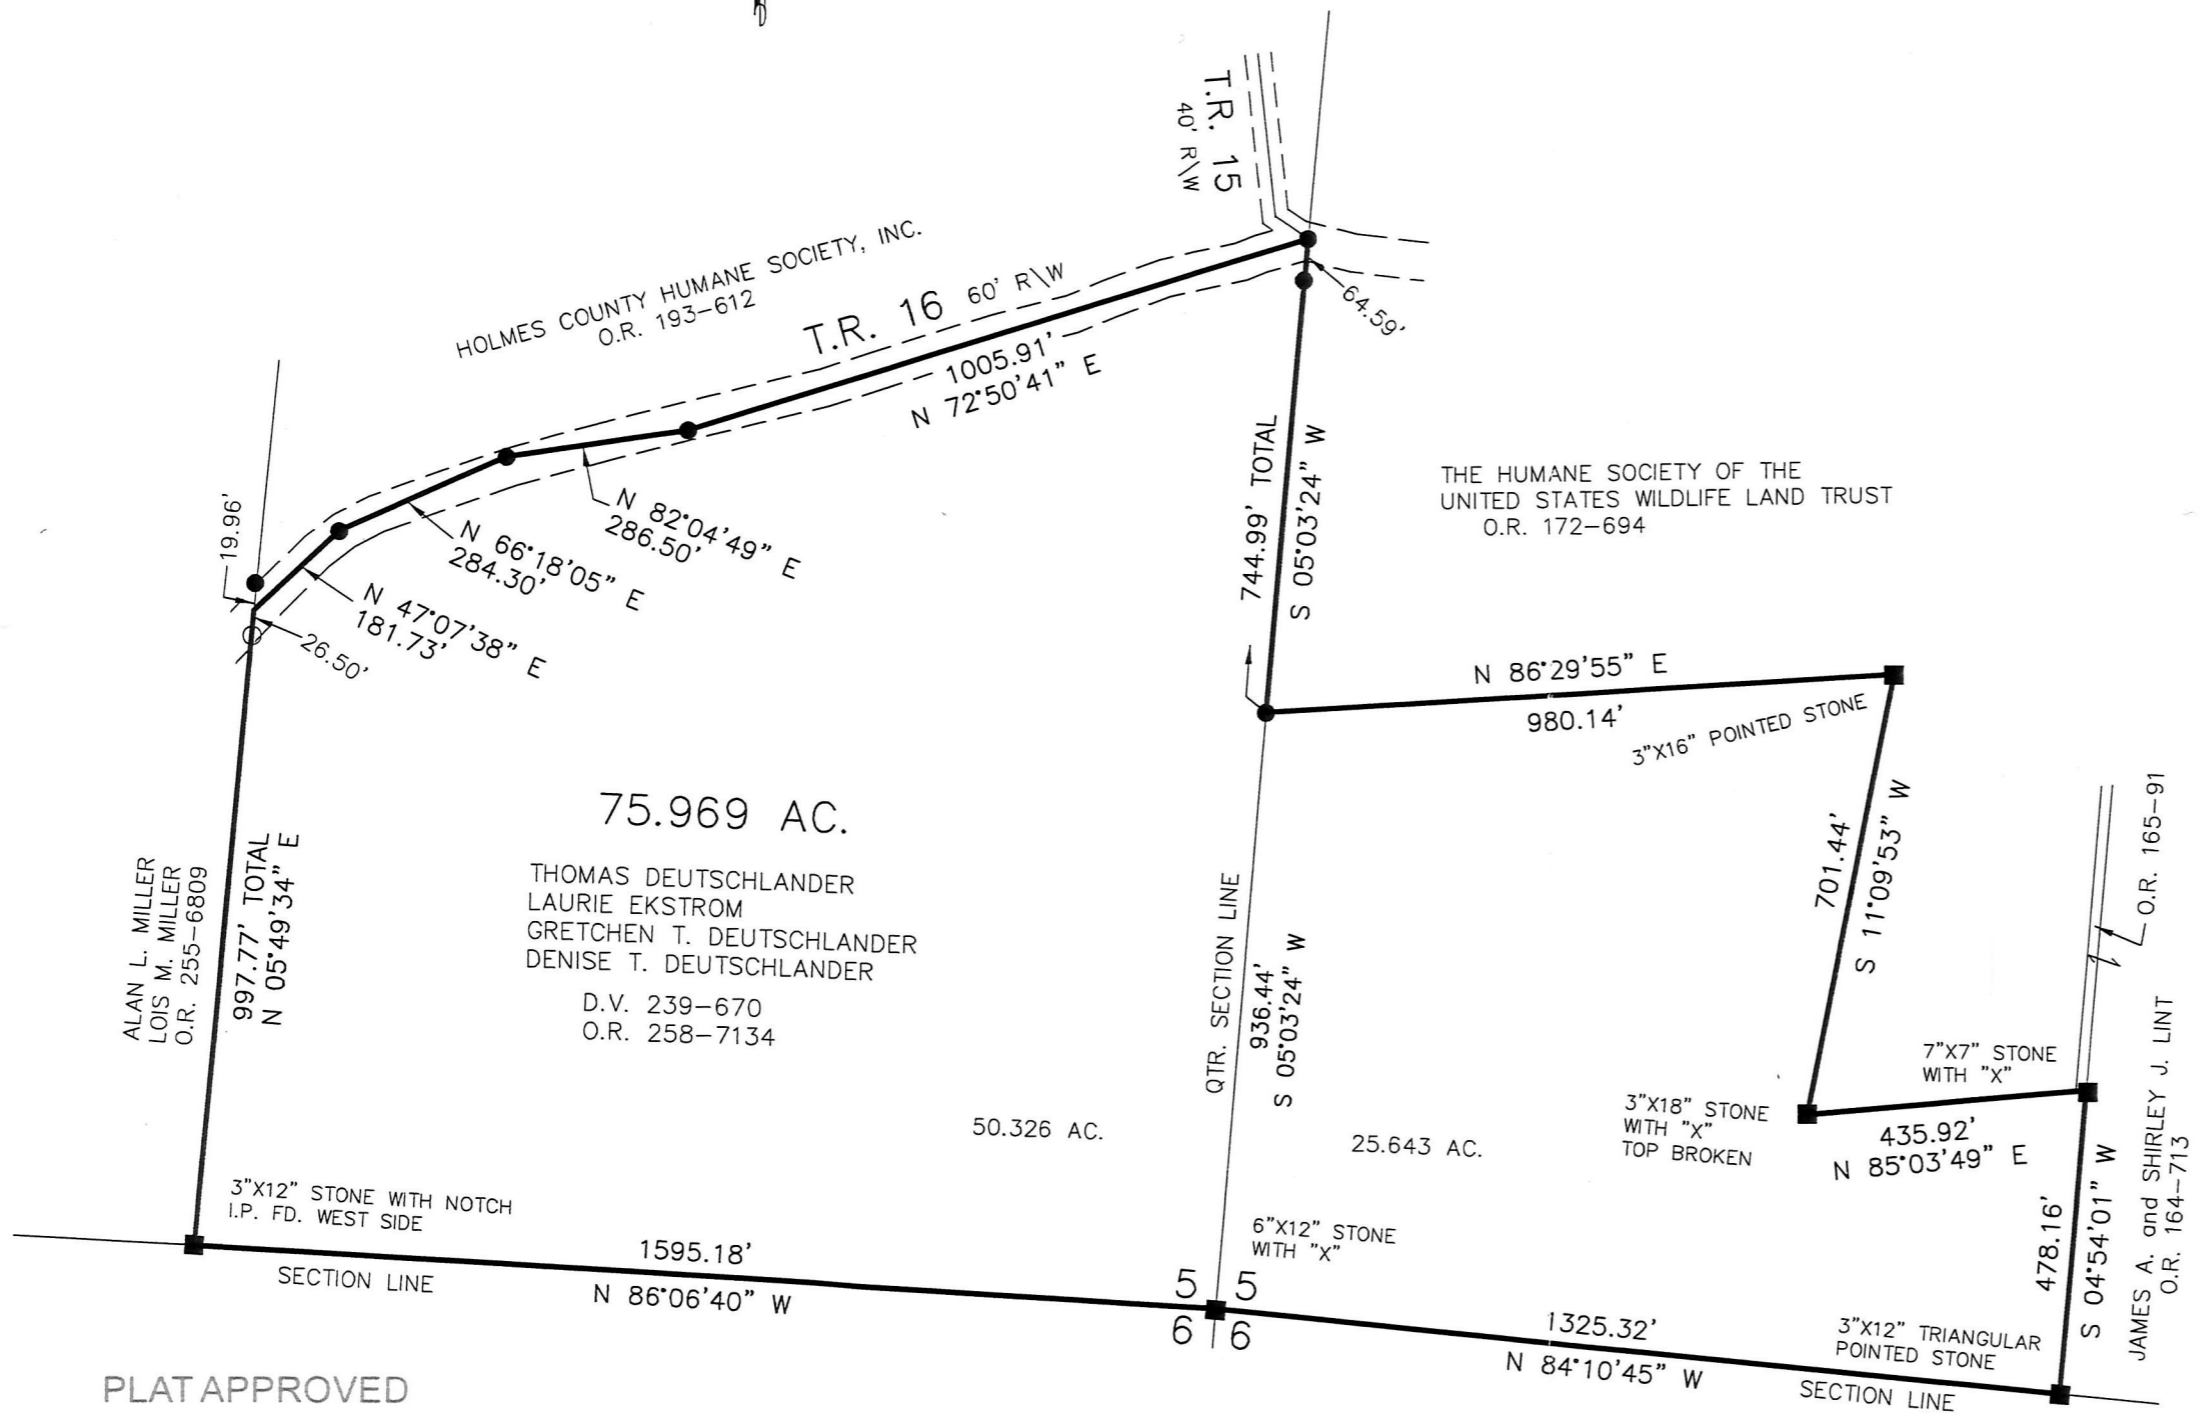 T.R. 15
40' R\W
HOLMES COUNTY HUMANE SOCIETY, INC.
O.R. 193-612
T.R. 16 60' R\W
1005.91'
N 72°50'41" E
64.59'
744.99' TOTAL
S 05°03'24" W
THE HUMANE SOCIETY OF THE
UNITED STATES WILDLIFE LAND TRUST
O.R. 172-694
19.96'
N 82°04'49" E
286.50'
N 66°18'05" E
284.30'
N 47°07'38" E
181.73'
26.50'
N 86°29'55" E
980.14'
3"X16" POINTED STONE
701.44'
S 11°09'53" W
O.R. 165-91
75.969 AC.
THOMAS DEUTSCHLANDER
LAURIE EKSTROM
GRETCHEN T. DEUTSCHLANDER
DENISE T. DEUTSCHLANDER
D.V. 239-670
O.R. 258-7134
ALAN L. MILLER
LOIS M. MILLER
O.R. 255-6809
997.77' TOTAL
N 05°49'34" E
QTR. SECTION LINE
936.44'
S 05°03'24" W
50.326 AC.
25.643 AC.
7"X7" STONE
WITH "X"
3"X18" STONE
WITH "X"
TOP BROKEN
435.92'
N 85°03'49" E
478.16'
S 04°54'01" W
JAMES A. and SHIRLEY J. LINT
O.R. 164-713
3"X12" STONE WITH NOTCH
I.P. FD. WEST SIDE
6"X12" STONE
WITH "X"
1595.18'
SECTION LINE
N 86°06'40" W
5 5
6 6
1325.32'
N 84°10'45" W
3"X12" TRIANGULAR
POINTED STONE
SECTION LINE
PLAT APPROVED